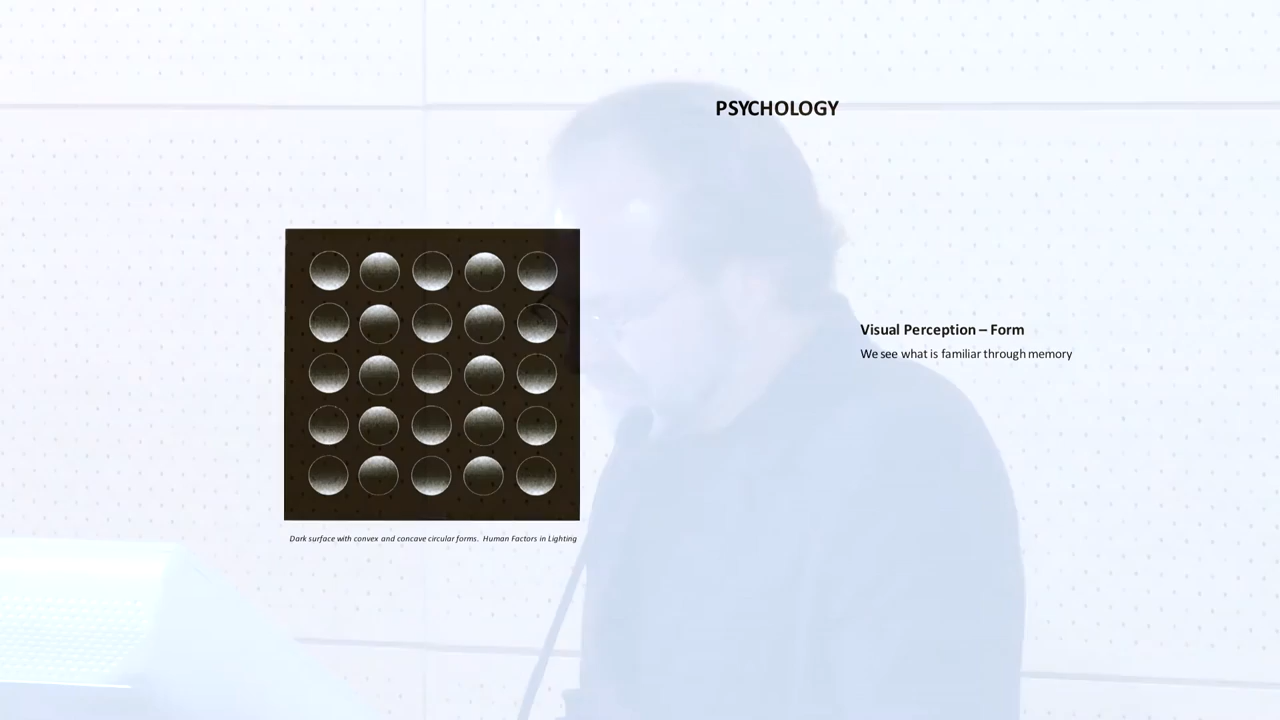 PSYCHOLOGY
Visual Perception – Form
We see what is familiar through memory
Dark surface with convex and concave circular forms. Human Factors in Lighting